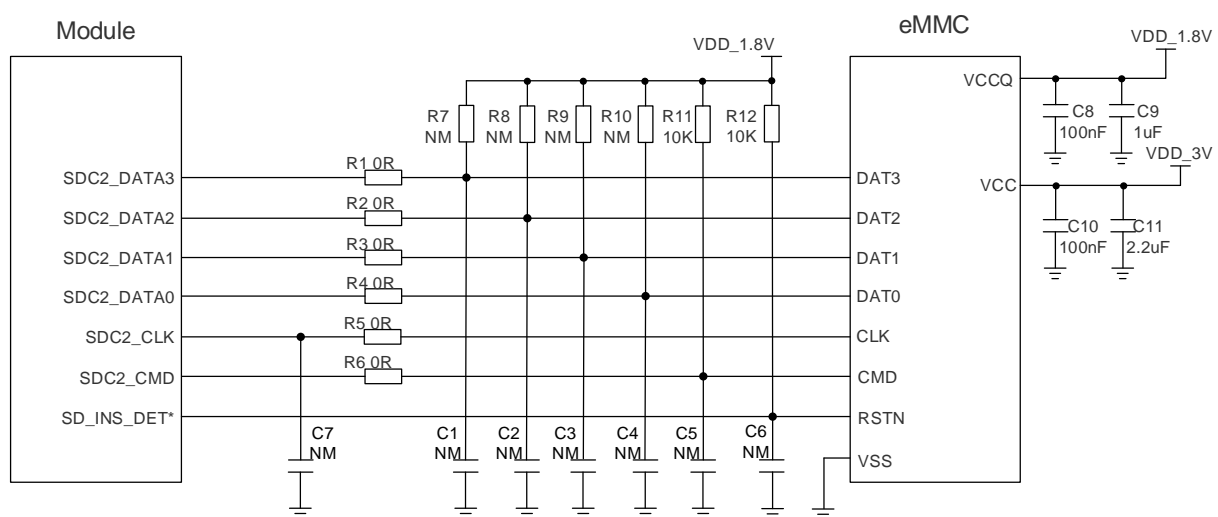 Module
eMMC
VDD_1.8V
VDD_1.8V
VCCQ
R7
NM
R8
NM
R9
NM
R10
NM
R11
10K
R12
10K
C8
100nF
C9
1uF
VDD_3V
VCC
C10
100nF
C11
2.2uF
SDC2_DATA3
R1 0R
DAT3
SDC2_DATA2
R2 0R
DAT2
SDC2_DATA1
R3 0R
DAT1
SDC2_DATA0
R4 0R
DAT0
SDC2_CLK
R5 0R
CLK
SDC2_CMD
R6 0R
CMD
SD_INS_DET*
RSTN
C7
NM
C1
NM
C2
NM
C3
NM
C4
NM
C5
NM
C6
NM
VSS